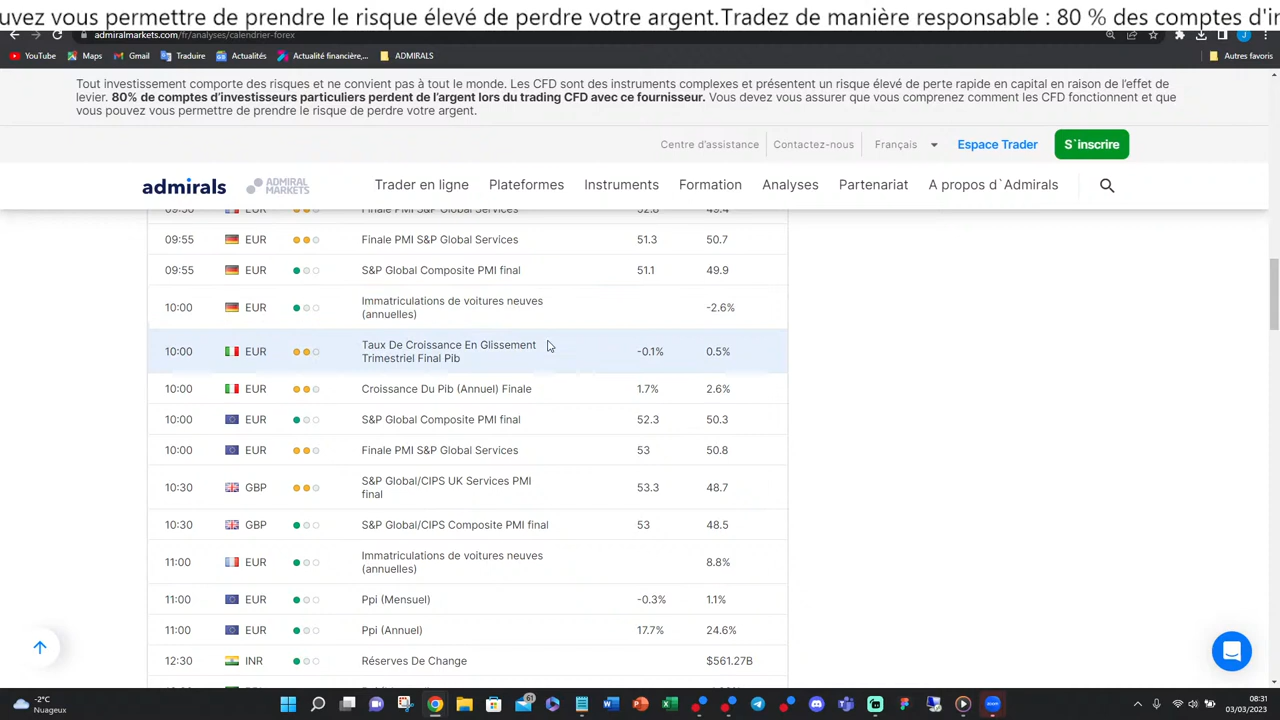 uvez vous permettre de prendre le risque élevé de perdre votre argent.Tradez de manière responsable : 80 % des comptes d'i
admiralmarkets.com/fr/analyses/calendrier-forex
YouTube
Maps
Gmail
Traduire
Actualités
Actualité financière,...
ADMIRALS
Autres favoris
Tout investissement comporte des risques et ne convient pas à tout le monde. Les CFD sont des instruments complexes et présentent un risque élevé de perte rapide en capital en raison de l'effet de
levier. 80% de comptes d'investisseurs particuliers perdent de l'argent lors du trading CFD avec ce fournisseur. Vous devez vous assurer que vous comprenez comment les CFD fonctionnent et que
vous pouvez vous permettre de prendre le risque de perdre votre argent.
Centre d'assistance
Contactez-nous
Français
Espace Trader
S`inscrire
admirals
ADMIRAL
MARKETS
Trader en ligne
Plateformes
Instruments
Formation
Analyses
Partenariat
A propos d`Admirals
09:50 EUR Finale PMI S&P Global Services 52.8 49.4
09:55 EUR Finale PMI S&P Global Services 51.3 50.7
09:55 EUR S&P Global Composite PMI final 51.1 49.9
Immatriculations de voitures neuves
10:00 EUR (annuelles) -2.6%
Taux De Croissance En Glissement
10:00 EUR Trimestriel Final Pib -0.1% 0.5%
10:00 EUR Croissance Du Pib (Annuel) Finale 1.7% 2.6%
10:00 EUR S&P Global Composite PMI final 52.3 50.3
10:00 EUR Finale PMI S&P Global Services 53 50.8
S&P Global/CIPS UK Services PMI
10:30 GBP final 53.3 48.7
10:30 GBP S&P Global/CIPS Composite PMI final 53 48.5
Immatriculations de voitures neuves
11:00 EUR (annuelles) 8.8%
11:00 EUR Ppi (Mensuel) -0.3% 1.1%
11:00 EUR Ppi (Annuel) 17.7% 24.6%
12:30 INR Réserves De Change $561.27B
-2°C
Nuageux
61
08:31
03/03/2023